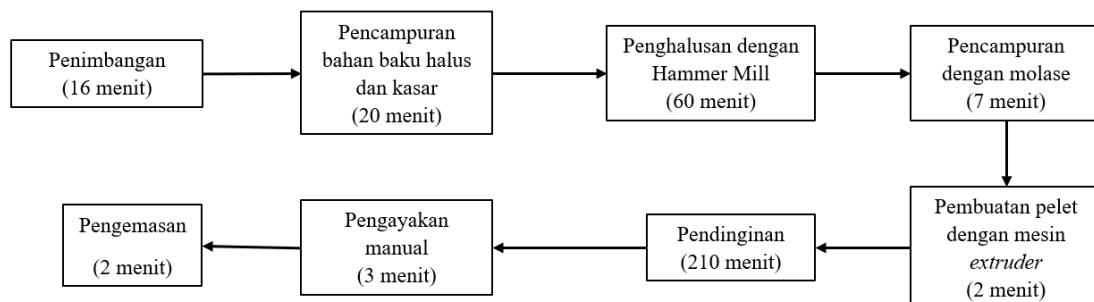 Penimbangan
(16 menit)
Pencampuran
bahan baku halus
dan kasar
(20 menit)
Penghalusan dengan
Hammer Mill
(60 menit)
Pencampuran
dengan molase
(7 menit)
Pembuatan pelet
dengan mesin
extruder
(2 menit)
Pendinginan
(210 menit)
Pengayakan
manual
(3 menit)
Pengemasan
(2 menit)